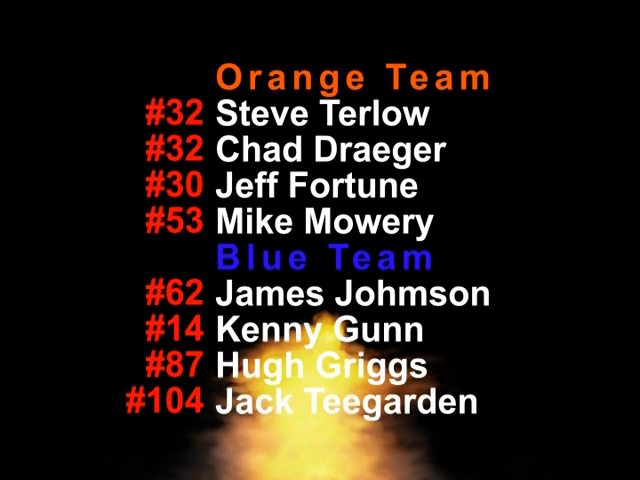 Orange Team
#32 Steve Terlow
#32 Chad Draeger
#30 Jeff Fortune
#53 Mike Mowery
Blue Team
#62 James Johmson
#14 Kenny Gunn
#87 Hugh Griggs
#104 Jack Teegarden